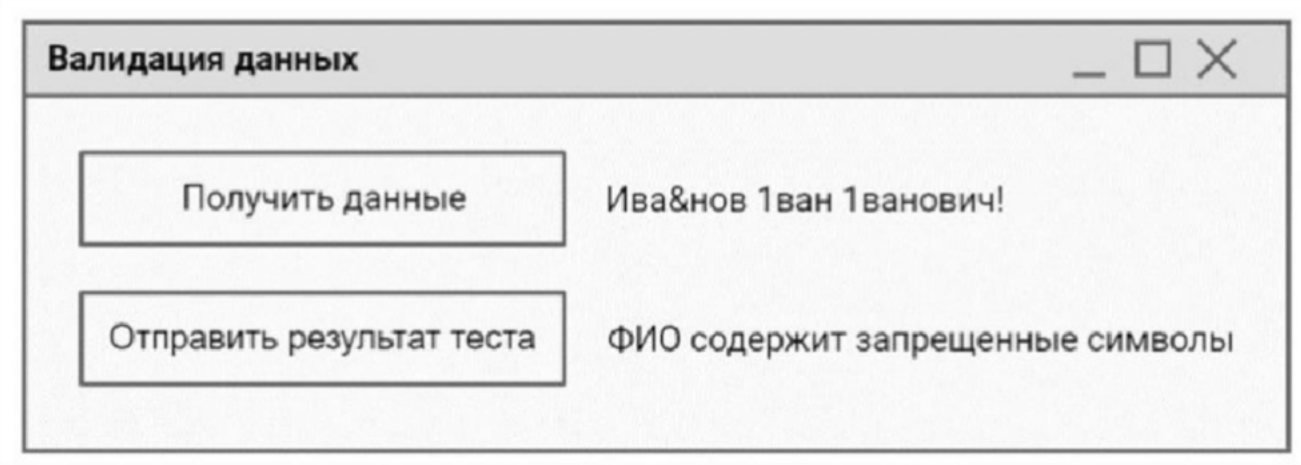 Валидация данных
Получить данные
Ива&нов 1ван 1ванович!
Отправить результат теста
ФИО содержит запрещенные символы